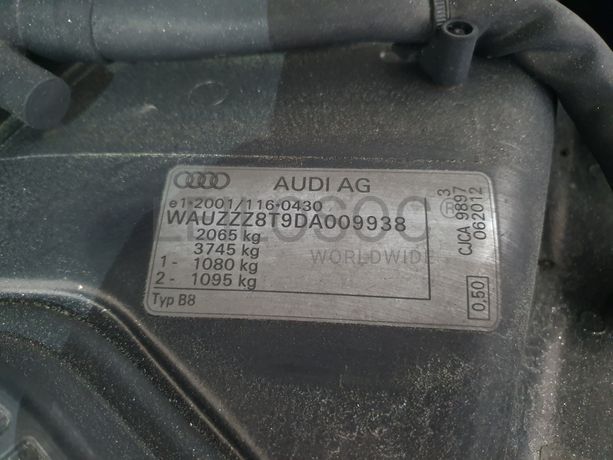 AUDI AG
e1*2001/116*0430
WAUZZZ8T9DA009938
2065 kg
3745 kg
1 - 1080 kg
2 - 1095 kg
Typ B8
WORLDWIDE
3
CJCA 9897
062012
0,50